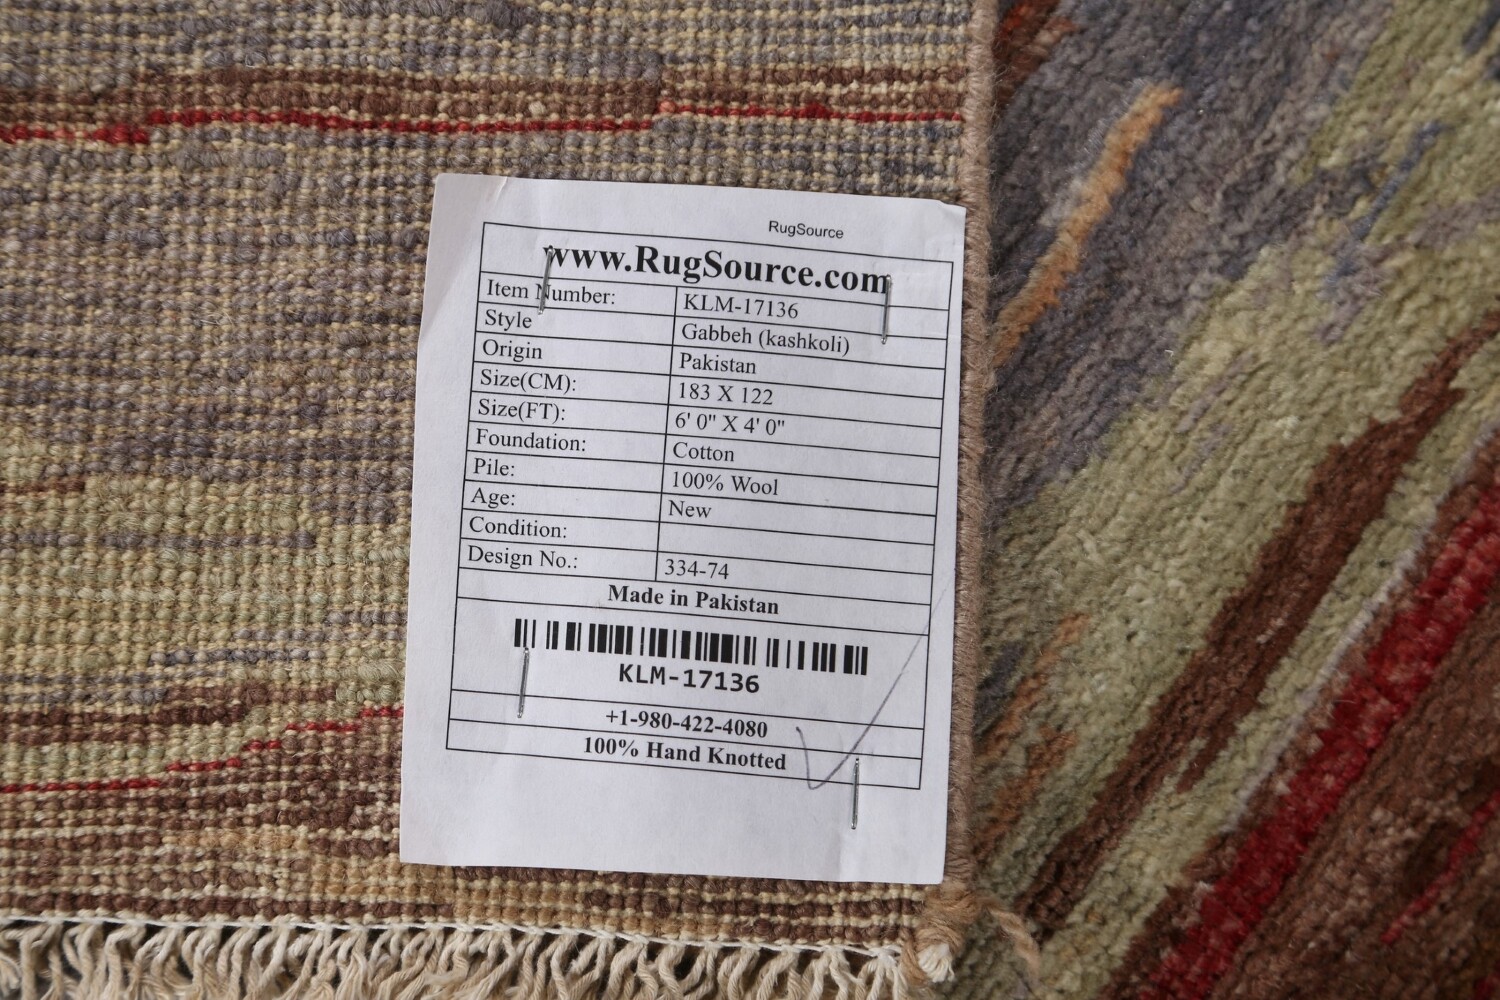 RugSource
www.RugSource.com
Item Number: KLM-17136
Style Gabbeh (kashkoli)
Origin Pakistan
Size(CM): 183 X 122
Size(FT): 6' 0" X 4' 0"
Foundation: Cotton
Pile: 100% Wool
Age: New
Condition:
Design No.: 334-74
Made in Pakistan
KLM-17136
+1-980-422-4080
100% Hand Knotted